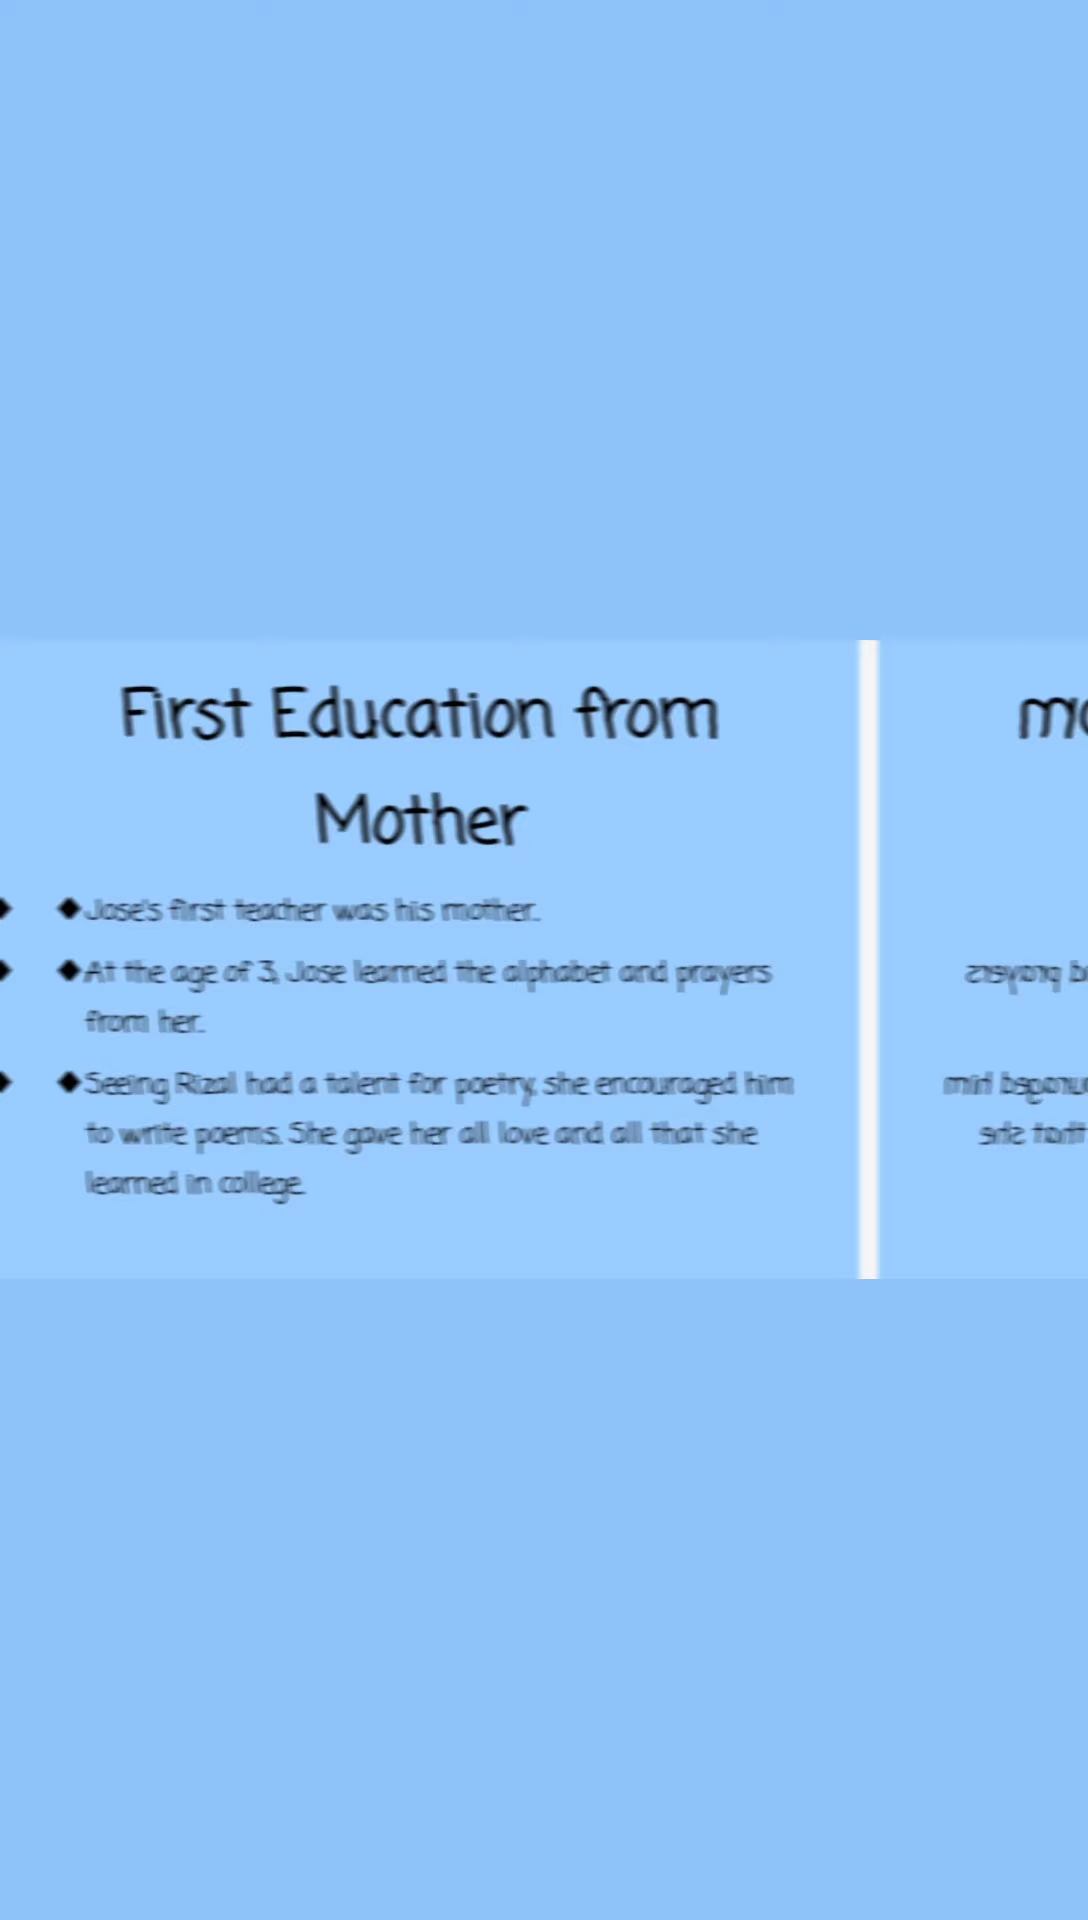 First Education from
Mother
◆Jose's first teacher was his mother.
◆At the age of 3, Jose learned the alphabet and prayers
from her.
◆Seeing Rizal had a talent for poetry, she encouraged him
to write poems. She gave her all love and all that she
learned in college.